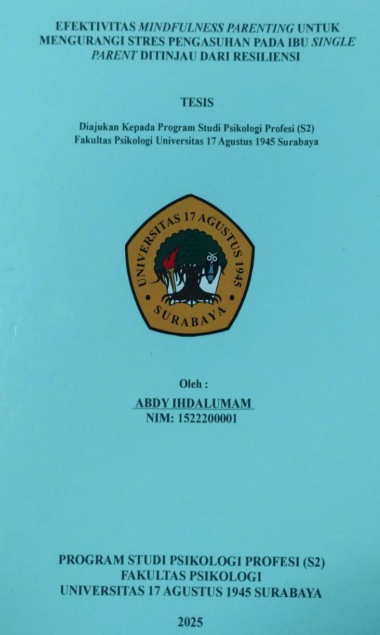 EFEKTIVITAS MINDFULNESS PARENTING UNTUK
MENGURANGI STRES PENGASUHAN PADA IBU SINGLE
PARENT DITINJAU DARI RESILIENSI
TESIS
Diajukan Kepada Program Studi Psikologi Profesi (S2)
Fakultas Psikologi Universitas 17 Agustus 1945 Surabaya
UNIVERSITAS 17 AGUSTUS 1945
• SURABAYA •
Oleh :
ABDY IHDALUMAM
NIM: 1522200001
PROGRAM STUDI PSIKOLOGI PROFESI (S2)
FAKULTAS PSIKOLOGI
UNIVERSITAS 17 AGUSTUS 1945 SURABAYA
2025